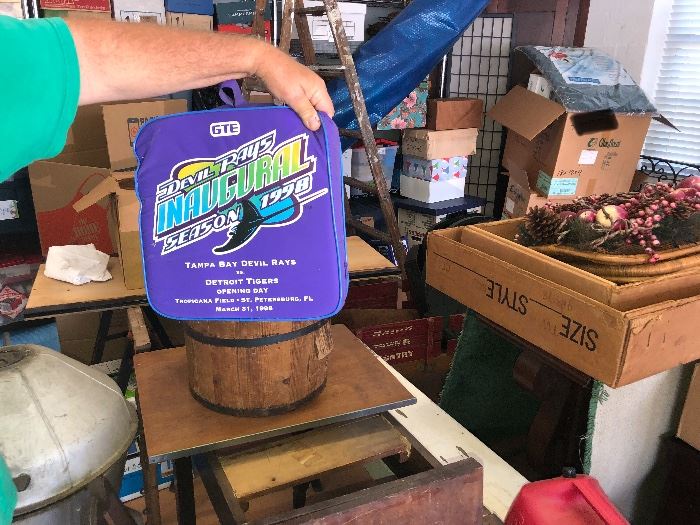 GTE
DEVIL RAYS
INAUGURAL
SEASON 1998
TAMPA BAY DEVIL RAYS
VS.
DETROIT TIGERS
OPENING DAY
TROPICANA FIELD • ST. PETERSBURG, FL
MARCH 31, 1998
SIZE STYLE